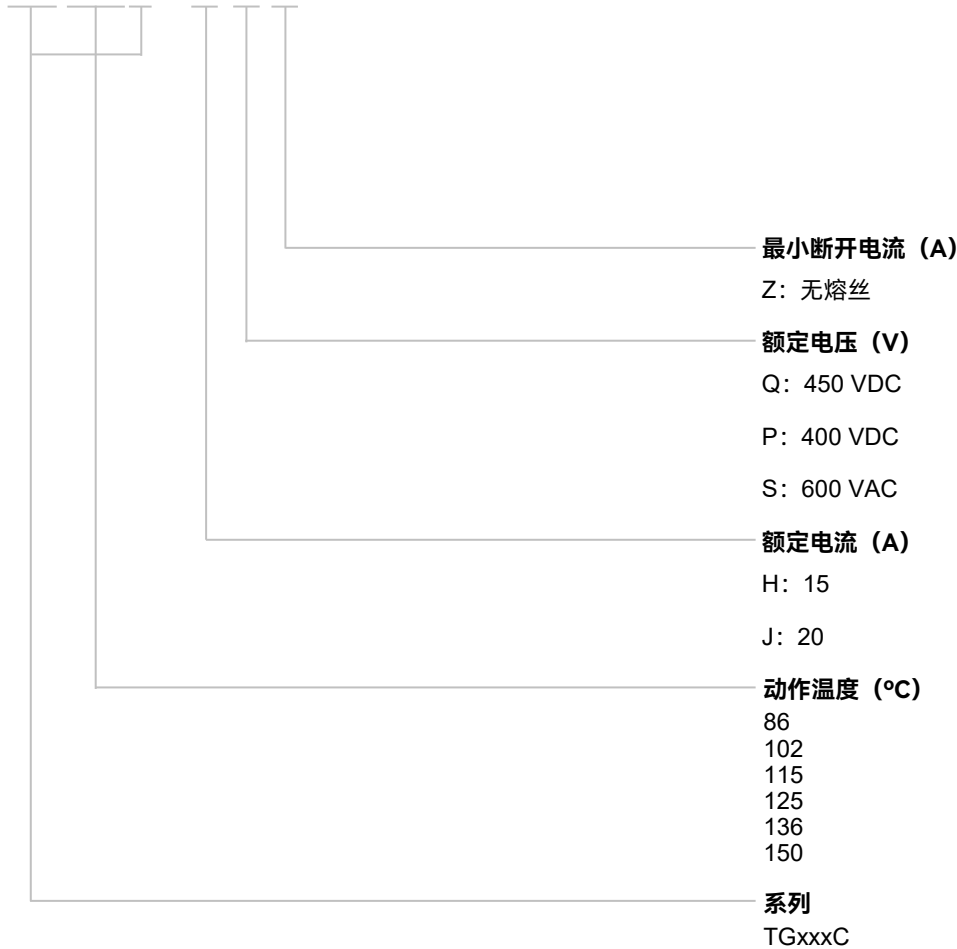 最小断开电流（A）
Z：无熔丝
额定电压（V）
Q：450 VDC
P：400 VDC
S：600 VAC
额定电流（A）
H：15
J：20
动作温度（ºC）
86
102
115
125
136
150
系列
TGxxxC